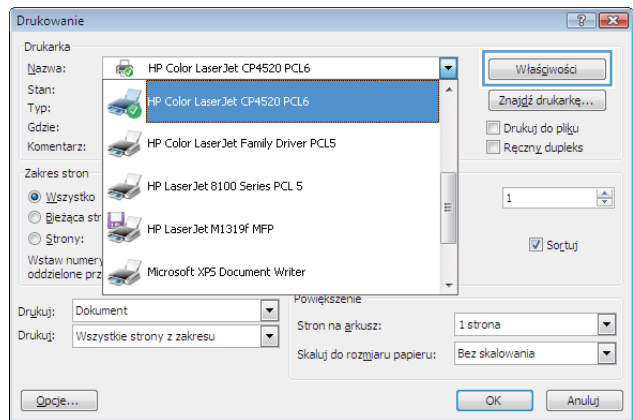 Drukowanie
Drukarka
Nazwa: HP Color LaserJet CP4520 PCL6 Właściwości
Stan: HP Color LaserJet CP4520 PCL6 Znajdź drukarkę...
Typ:
Gdzie: HP Color LaserJet Family Driver PCL5 Drukuj do pliku
Komentarz: Ręczny dupleks
Zakres stron HP LaserJet 8100 Series PCL 5
Wszystko 1
Bieżąca str HP LaserJet M1319f MFP
Strony: Sortuj
Wstaw numery Microsoft XPS Document Writer
oddzielone prz
Drukuj: Dokument Powiększenie
Drukuj: Wszystkie strony z zakresu Stron na arkusz: 1 strona
Skaluj do rozmiaru papieru: Bez skalowania
Opcje... OK Anuluj